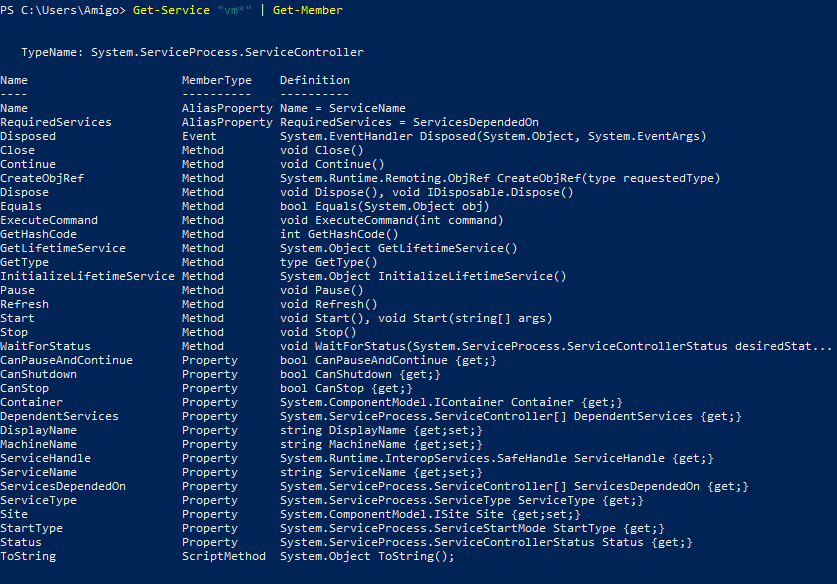 PS C:\Users\Amigo> Get-Service "vm*" | Get-Member
TypeName: System.ServiceProcess.ServiceController
Name MemberType Definition
---- ---------- ----------
Name AliasProperty Name = ServiceName
RequiredServices AliasProperty RequiredServices = ServicesDependedOn
Disposed Event System.EventHandler Disposed(System.Object, System.EventArgs)
Close Method void Close()
Continue Method void Continue()
CreateObjRef Method System.Runtime.Remoting.ObjRef CreateObjRef(type requestedType)
Dispose Method void Dispose(), void IDisposable.Dispose()
Equals Method bool Equals(System.Object obj)
ExecuteCommand Method void ExecuteCommand(int command)
GetHashCode Method int GetHashCode()
GetLifetimeService Method System.Object GetLifetimeService()
GetType Method type GetType()
InitializeLifetimeService Method System.Object InitializeLifetimeService()
Pause Method void Pause()
Refresh Method void Refresh()
Start Method void Start(), void Start(string[] args)
Stop Method void Stop()
WaitForStatus Method void WaitForStatus(System.ServiceProcess.ServiceControllerStatus desiredStat...
CanPauseAndContinue Property bool CanPauseAndContinue {get;}
CanShutdown Property bool CanShutdown {get;}
CanStop Property bool CanStop {get;}
Container Property System.ComponentModel.IContainer Container {get;}
DependentServices Property System.ServiceProcess.ServiceController[] DependentServices {get;}
DisplayName Property string DisplayName {get;set;}
MachineName Property string MachineName {get;set;}
ServiceHandle Property System.Runtime.InteropServices.SafeHandle ServiceHandle {get;}
ServiceName Property string ServiceName {get;set;}
ServicesDependedOn Property System.ServiceProcess.ServiceController[] ServicesDependedOn {get;}
ServiceType Property System.ServiceProcess.ServiceType ServiceType {get;}
Site Property System.ComponentModel.ISite Site {get;set;}
StartType Property System.ServiceProcess.ServiceStartMode StartType {get;}
Status Property System.ServiceProcess.ServiceControllerStatus Status {get;}
ToString ScriptMethod System.Object ToString();